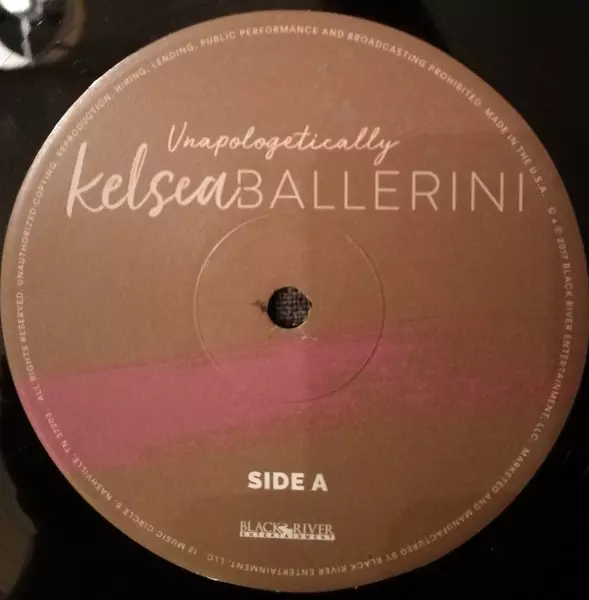 Unapologetically
kelsea BALLERINI
SIDE A
BLACK RIVER
ENTERTAINMENT
ALL RIGHTS RESERVED. UNAUTHORIZED COPYING, REPRODUCTION, HIRING, LENDING, PUBLIC PERFORMANCE AND BROADCASTING PROHIBITED. MADE IN THE U.S.A. © ℗ 2017 BLACK RIVER ENTERTAINMENT, LLC. MARKETED AND MANUFACTURED BY BLACK RIVER ENTERTAINMENT, LLC. 12 MUSIC CIRCLE S. NASHVILLE, TN 37203